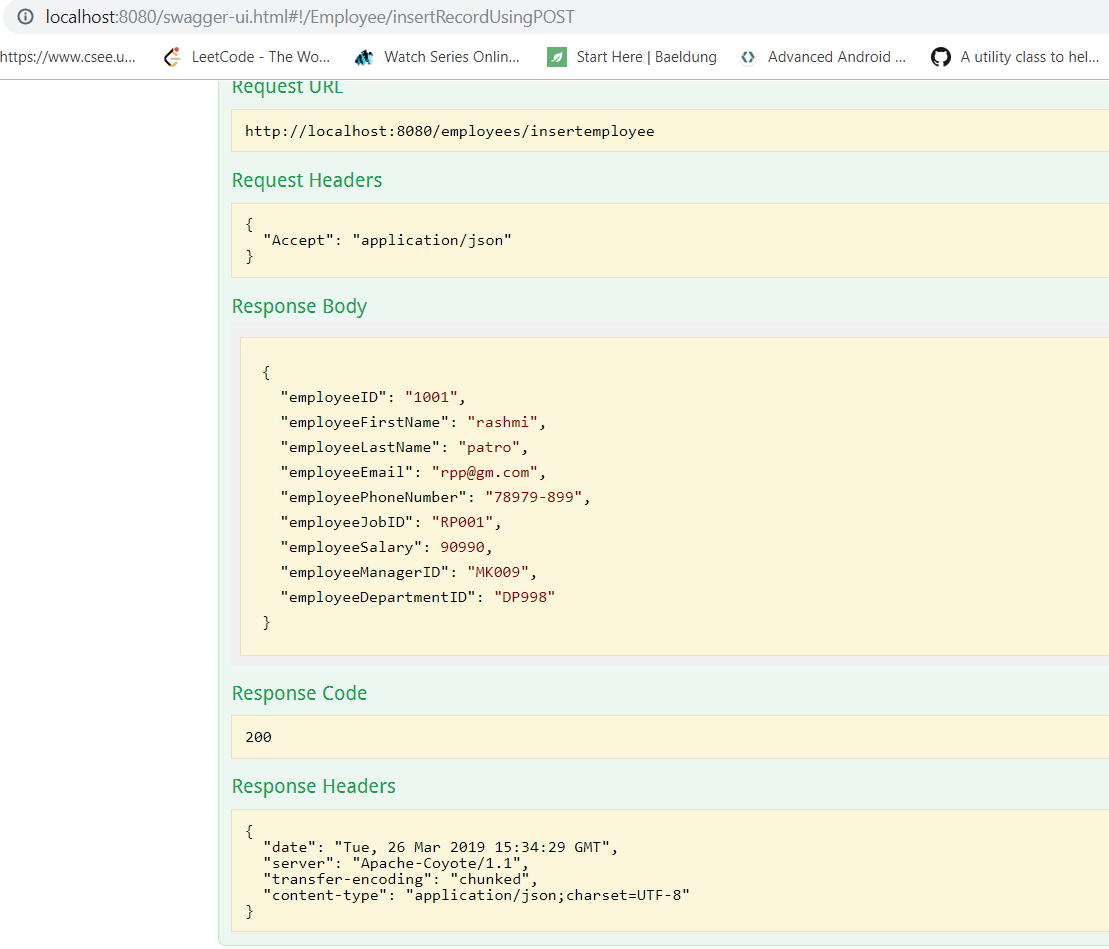 localhost:8080/swagger-ui.html#!/Employee/insertRecordUsingPOST
https://www.csee.u... LeetCode - The Wo... Watch Series Onlin... Start Here | Baeldung Advanced Android ... A utility class to hel...
Request URL
http://localhost:8080/employees/insertemployee
Request Headers
{
"Accept": "application/json"
}
Response Body
{
"employeeID": "1001",
"employeeFirstName": "rashmi",
"employeeLastName": "patro",
"employeeEmail": "rpp@gm.com",
"employeePhoneNumber": "78979-899",
"employeeJobID": "RP001",
"employeeSalary": 90990,
"employeeManagerID": "MK009",
"employeeDepartmentID": "DP998"
}
Response Code
200
Response Headers
{
"date": "Tue, 26 Mar 2019 15:34:29 GMT",
"server": "Apache-Coyote/1.1",
"transfer-encoding": "chunked",
"content-type": "application/json;charset=UTF-8"
}